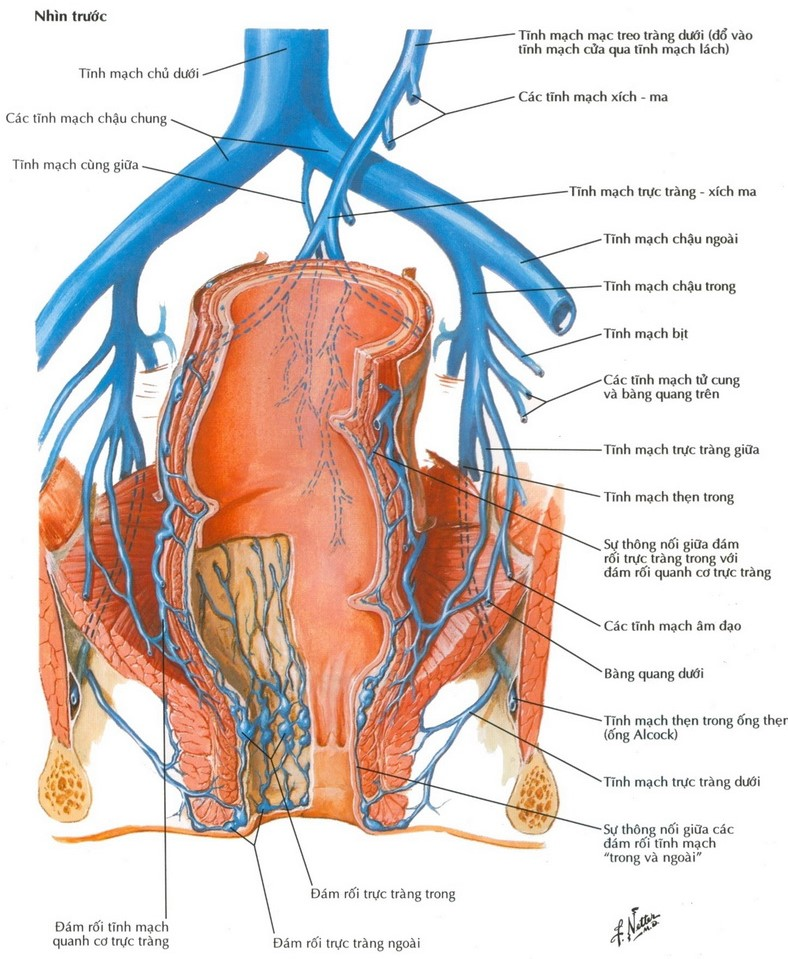 Nhìn trước
Tĩnh mạch chủ dưới
Các tĩnh mạch chậu chung
Tĩnh mạch cùng giữa
Tĩnh mạch mạc treo tràng dưới (đổ vào
tĩnh mạch cửa qua tĩnh mạch lách)
Các tĩnh mạch xích - ma
Tĩnh mạch trực tràng - xích ma
Tĩnh mạch chậu ngoài
Tĩnh mạch chậu trong
Tĩnh mạch bịt
Các tĩnh mạch tử cung
và bàng quang trên
Tĩnh mạch trực tràng giữa
Tĩnh mạch thẹn trong
Sự thông nối giữa đám
rối trực tràng trong với
đám rối quanh cơ trực tràng
Các tĩnh mạch âm đạo
Bàng quang dưới
Tĩnh mạch thẹn trong ống thẹn
(ống Alcock)
Tĩnh mạch trực tràng dưới
Sự thông nối giữa các
đám rối tĩnh mạch
"trong và ngoài"
Đám rối trực tràng trong
Đám rối trực tràng ngoài
Đám rối tĩnh mạch
quanh cơ trực tràng
F. Netter
M.D.